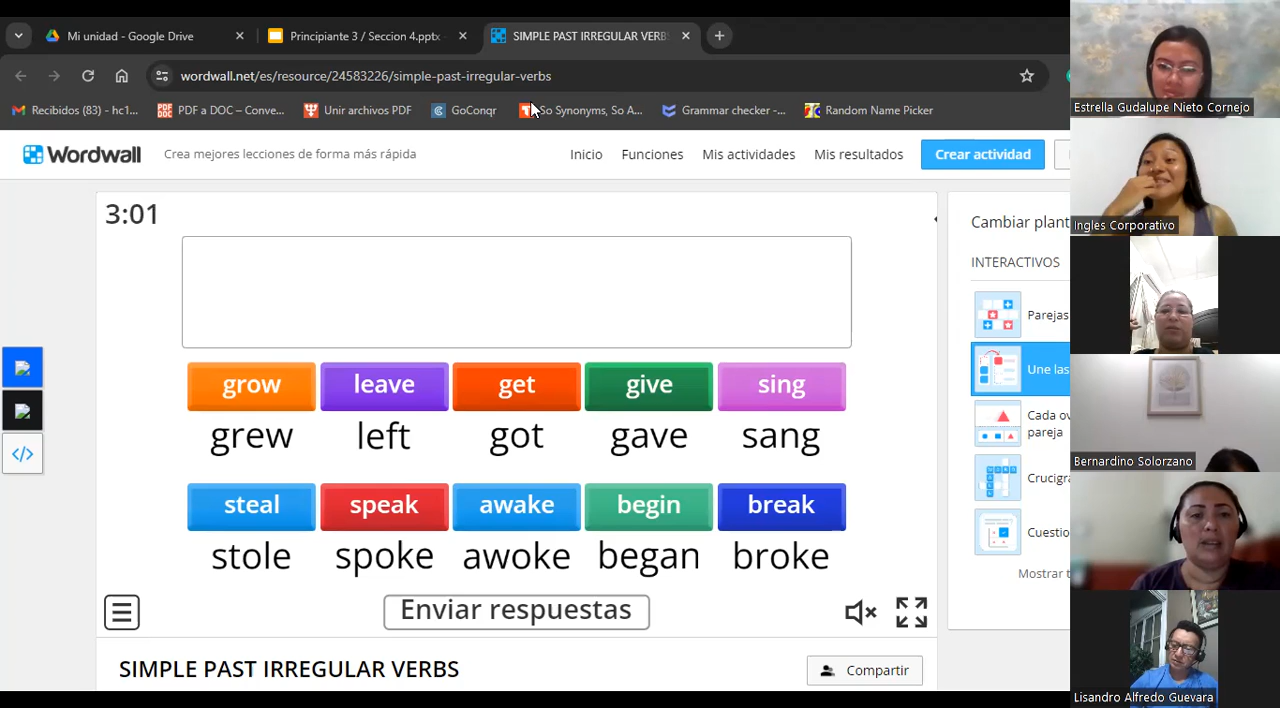 Mi unidad - Google Drive
Principiante 3 / Seccion 4.pptx
SIMPLE PAST IRREGULAR VERB
wordwall.net/es/resource/24583226/simple-past-irregular-verbs
Recibidos (83) - hc1...
PDF a DOC – Conve...
Unir archivos PDF
GoConqr
So Synonyms, So A...
Grammar checker -...
Random Name Picker
Wordwall
Crea mejores lecciones de forma más rápida
Inicio
Funciones
Mis actividades
Mis resultados
Crear actividad
3:01
grow leave get give sing
grew left got gave sang
steal speak awake begin break
stole spoke awoke began broke
Enviar respuestas
SIMPLE PAST IRREGULAR VERBS
Compartir
Cambiar plant
INTERACTIVOS
Parejas
Une las
Cada ov
pareja
Crucigr
Cuestio
Mostrar t
Estrella Gudalupe Nieto Cornejo
Ingles Corporativo
Bernardino Solorzano
Lisandro Alfredo Guevara